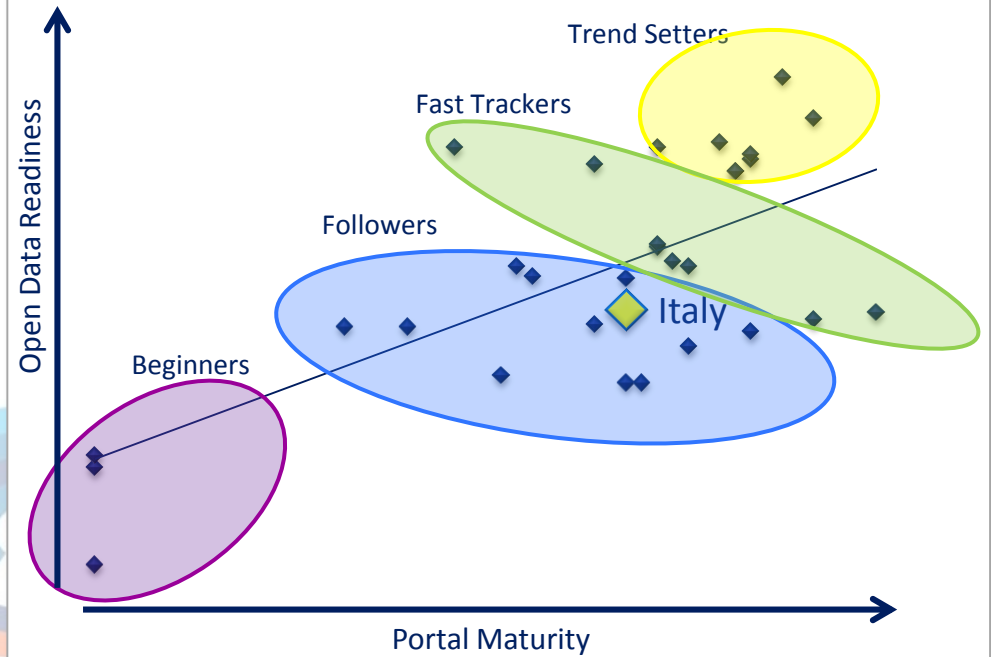 Trend Setters
Fast Trackers
Followers
Italy
Beginners
Open Data Readiness
Portal Maturity